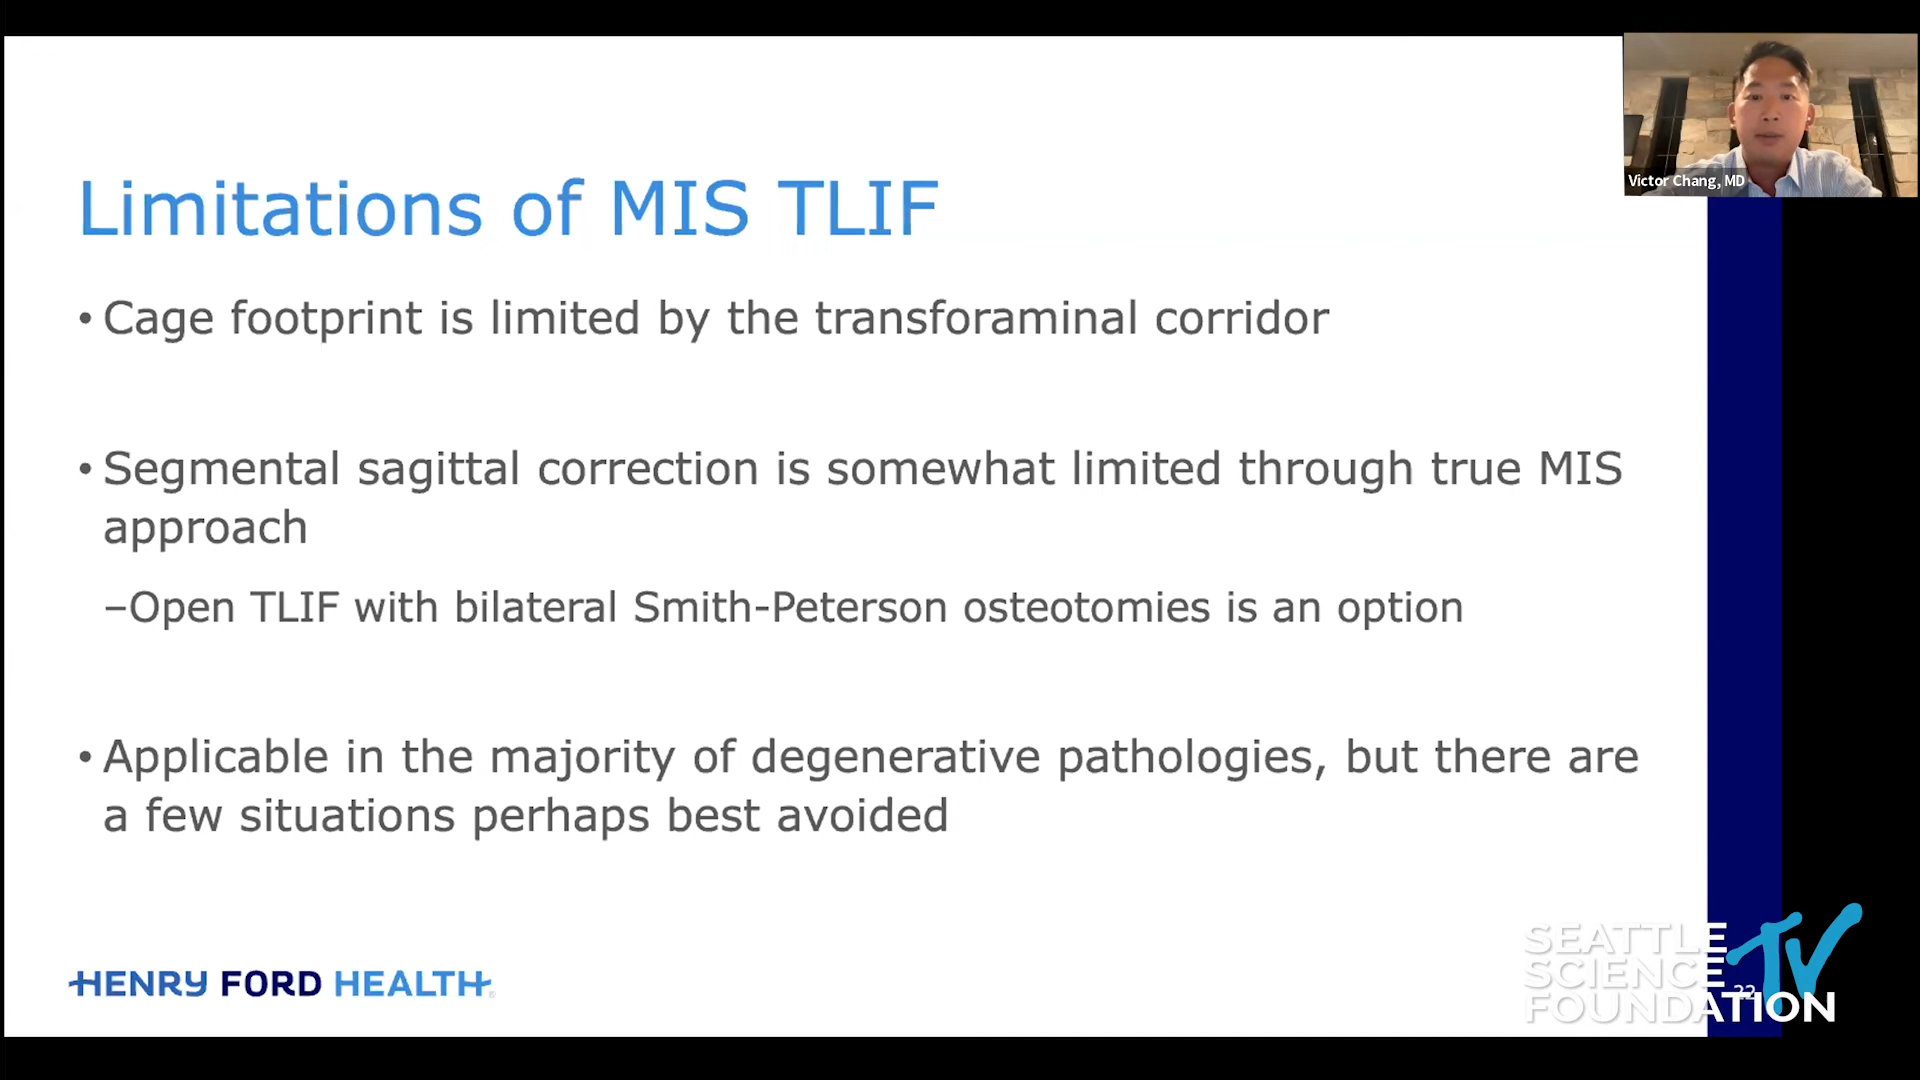 Victor Chang, MD
Limitations of MIS TLIF
• Cage footprint is limited by the transforaminal corridor
• Segmental sagittal correction is somewhat limited through true MIS
approach
–Open TLIF with bilateral Smith-Peterson osteotomies is an option
• Applicable in the majority of degenerative pathologies, but there are
a few situations perhaps best avoided
HENRY FORD HEALTH
22
SEATTLE
SCIENCE
FOUNDATION
TV